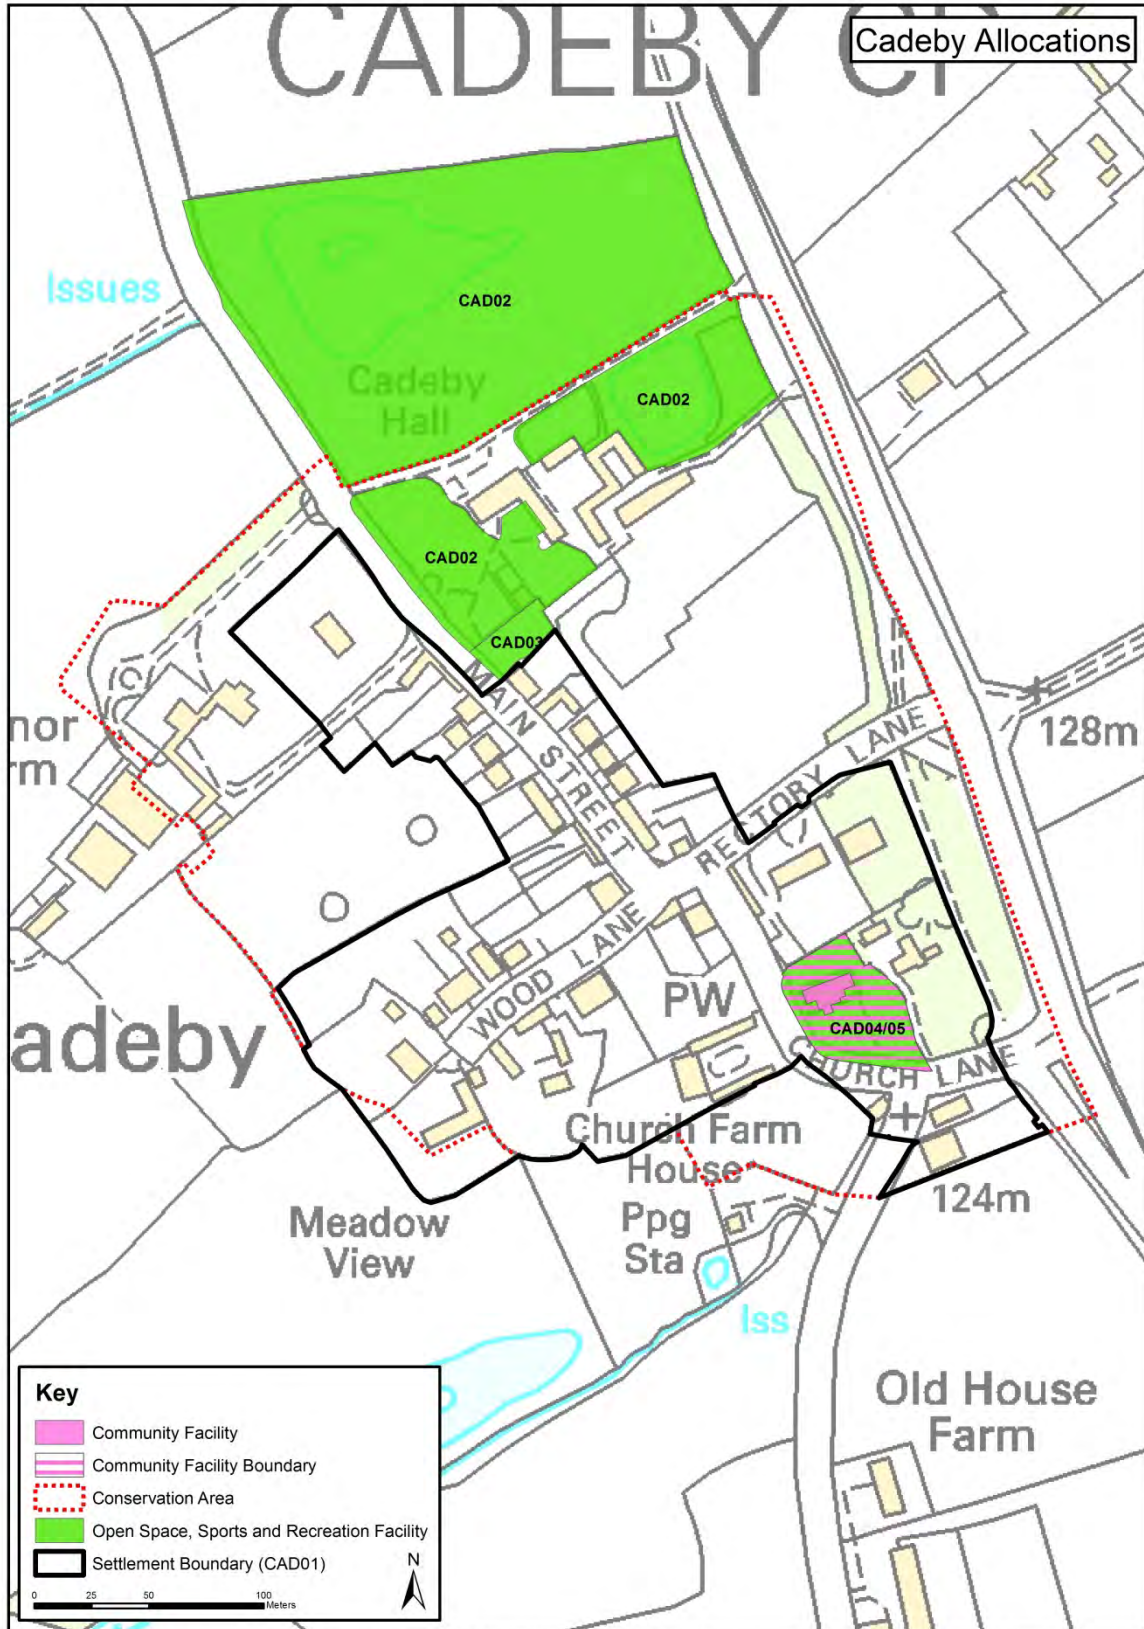 CADEBY CP
Cadeby Allocations
Issues
CAD02
Cadeby
Hall
CAD02
CAD02
CAD03
MAIN STREET
nor
rm
128m
RECTORY LANE
WOOD LANE
PW
CAD04/05
adeby
CHURCH LANE
Church Farm
House
124m
Meadow
View
Ppg
Sta
Iss
Old House
Farm
Key
Community Facility
Community Facility Boundary
Conservation Area
Open Space, Sports and Recreation Facility
Settlement Boundary (CAD01)
N
0 25 50 100
Meters